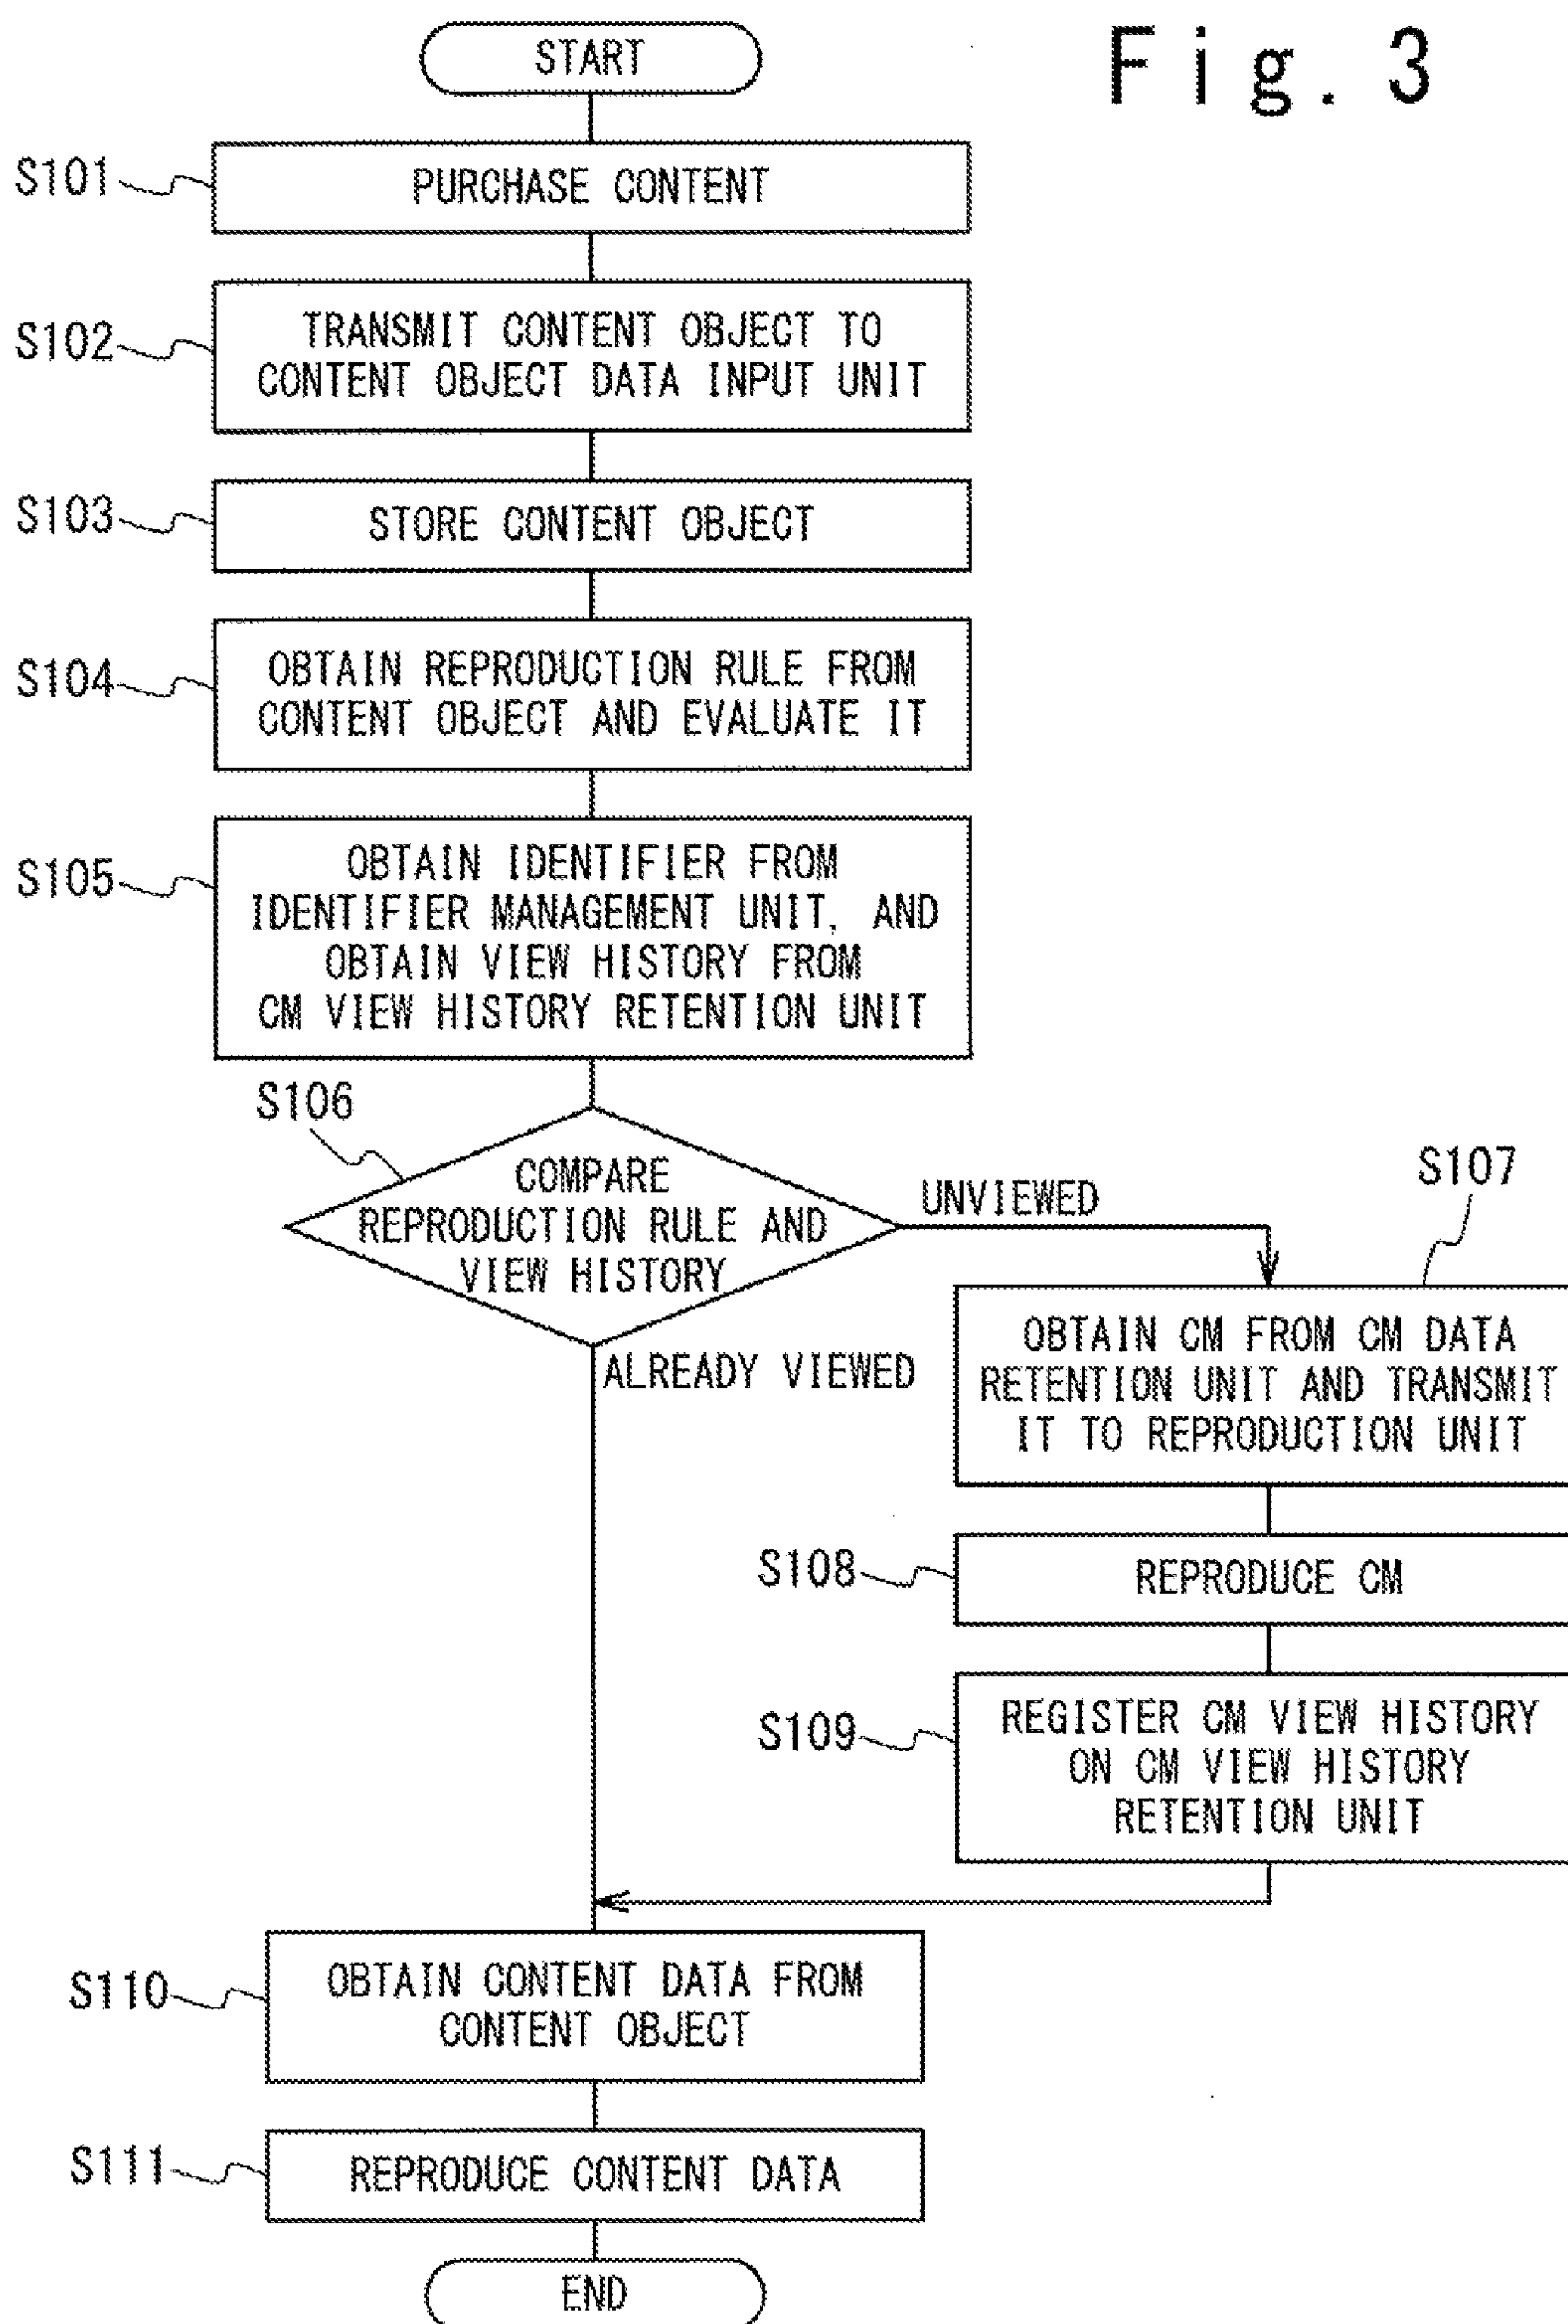 Fig. 3
START
S101
PURCHASE CONTENT
S102
TRANSMIT CONTENT OBJECT TO
CONTENT OBJECT DATA INPUT UNIT
S103
STORE CONTENT OBJECT
S104
OBTAIN REPRODUCTION RULE FROM
CONTENT OBJECT AND EVALUATE IT
S105
OBTAIN IDENTIFIER FROM
IDENTIFIER MANAGEMENT UNIT, AND
OBTAIN VIEW HISTORY FROM
CM VIEW HISTORY RETENTION UNIT
S106
COMPARE
REPRODUCTION RULE AND
VIEW HISTORY
UNVIEWED
ALREADY VIEWED
S107
OBTAIN CM FROM CM DATA
RETENTION UNIT AND TRANSMIT
IT TO REPRODUCTION UNIT
S108
REPRODUCE CM
S109
REGISTER CM VIEW HISTORY
ON CM VIEW HISTORY
RETENTION UNIT
S110
OBTAIN CONTENT DATA FROM
CONTENT OBJECT
S111
REPRODUCE CONTENT DATA
END